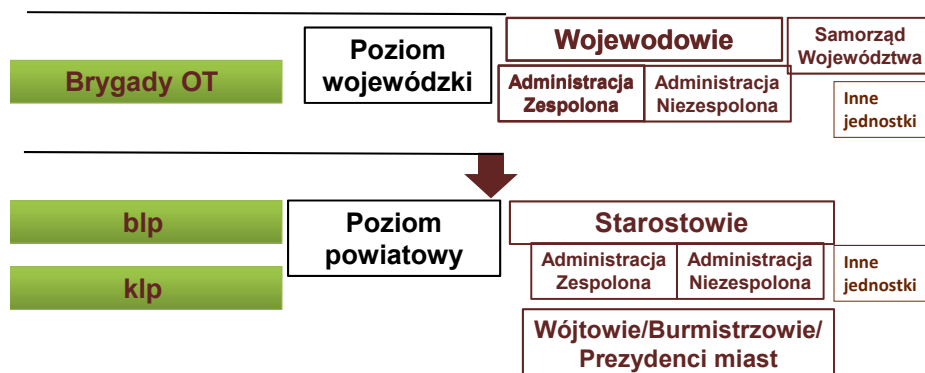 Brygady OT
Poziom
wojewódzki
Wojewodowie
Samorząd
Województwa
Administracja
Zespolona
Administracja
Niezespolona
Inne
jednostki
blp
klp
Poziom
powiatowy
Starostowie
Administracja
Zespolona
Administracja
Niezespolona
Inne
jednostki
Wójtowie/Burmistrzowie/
Prezydenci miast